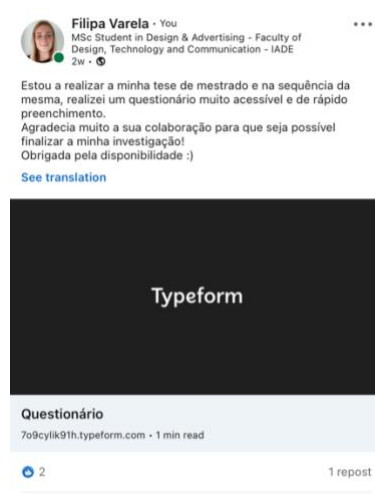 Filipa Varela • You
MSc Student in Design & Advertising - Faculty of
Design, Technology and Communication - IADE
2w •
Estou a realizar a minha tese de mestrado e na sequência da
mesma, realizei um questionário muito acessível e de rápido
preenchimento.
Agradecia muito a sua colaboração para que seja possível
finalizar a minha investigação!
Obrigada pela disponibilidade :)
See translation
Typeform
Questionário
7o9cylik91h.typeform.com • 1 min read
2
1 repost